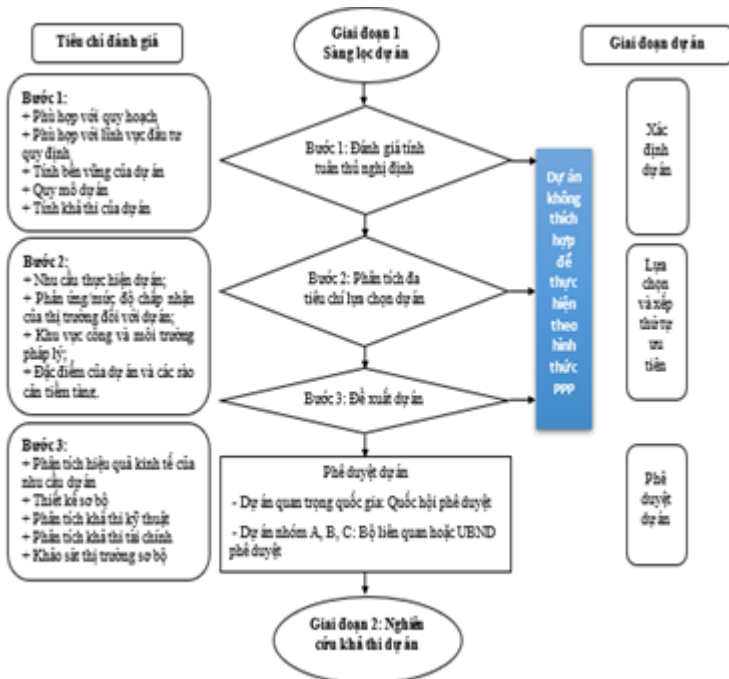 Tiêu chí đánh giá
Bước 1:
+ Phù hợp với quy hoạch
+ Phù hợp với lĩnh vực đầu tư
quy định
+ Tính bền vững của dự án
+ Quy mô dự án
+ Tính khả thi của dự án
Bước 2:
+ Nhu cầu thực hiện dự án;
+ Phản ứng/mức độ chấp nhận
của thị trường đối với dự án;
+ Khu vực công và môi trường
pháp lý;
+ Đặc điểm của dự án và các rào
cản tiềm tàng.
Bước 3:
+ Phân tích hiệu quả kinh tế của
nhu cầu dự án
+ Thiết kế sơ bộ
+ Phân tích khả thi kỹ thuật
+ Phân tích khả thi tài chính
+ Khảo sát thị trường sơ bộ
Giai đoạn 1
Sàng lọc dự án
Bước 1: Đánh giá tính
tuân thủ nghị định
Bước 2: Phân tích đa
tiêu chí lựa chọn dự án
Bước 3: Đề xuất dự án
Phê duyệt dự án
- Dự án quan trọng quốc gia: Quốc hội phê duyệt
- Dự án nhóm A, B, C: Bộ liên quan hoặc UBND
phê duyệt
Giai đoạn 2: Nghiên
cứu khả thi dự án
Dự án
không
thích
hợp
để
thực
hiện
theo
hình
thức
PPP
Giai đoạn dự án
Xác
định
dự án
Lựa
chọn
và xếp
thứ tự
ưu
tiên
Phê
duyệt
dự án